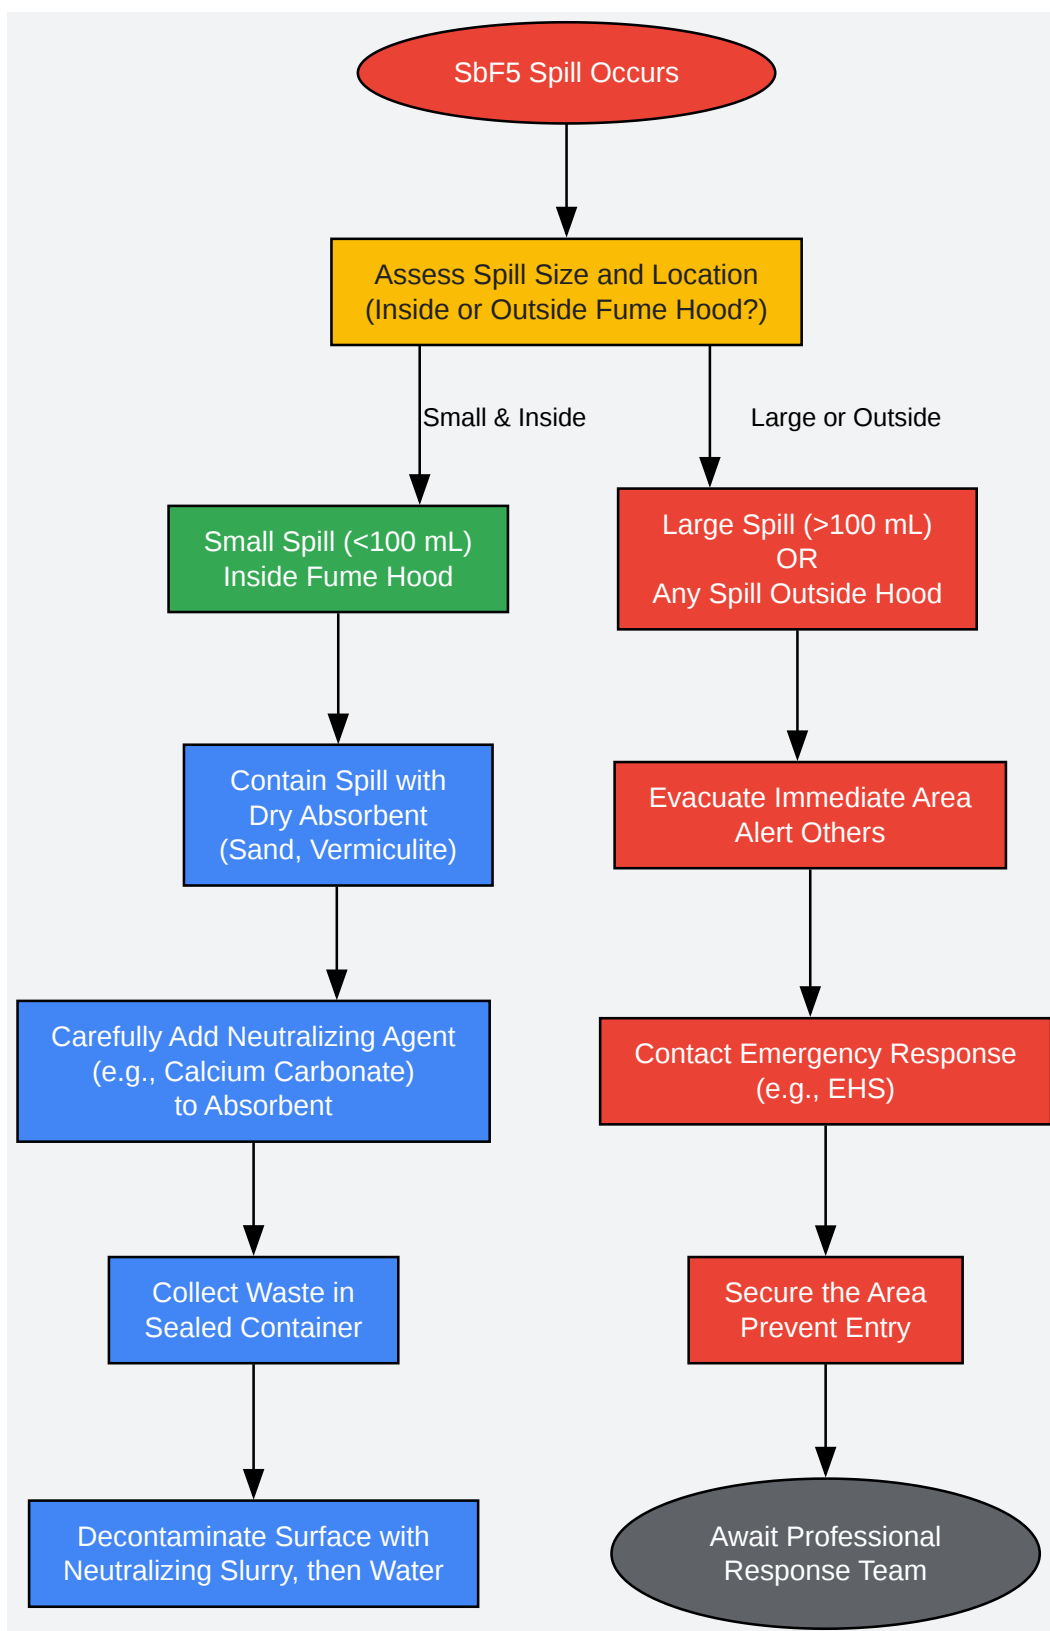 SbF5 Spill Occurs
Assess Spill Size and Location
(Inside or Outside Fume Hood?)
Small & Inside
Large or Outside
Small Spill (<100 mL)
Inside Fume Hood
Large Spill (>100 mL)
OR
Any Spill Outside Hood
Contain Spill with
Dry Absorbent
(Sand, Vermiculite)
Evacuate Immediate Area
Alert Others
Carefully Add Neutralizing Agent
(e.g., Calcium Carbonate)
to Absorbent
Contact Emergency Response
(e.g., EHS)
Collect Waste in
Sealed Container
Secure the Area
Prevent Entry
Decontaminate Surface with
Neutralizing Slurry, then Water
Await Professional
Response Team